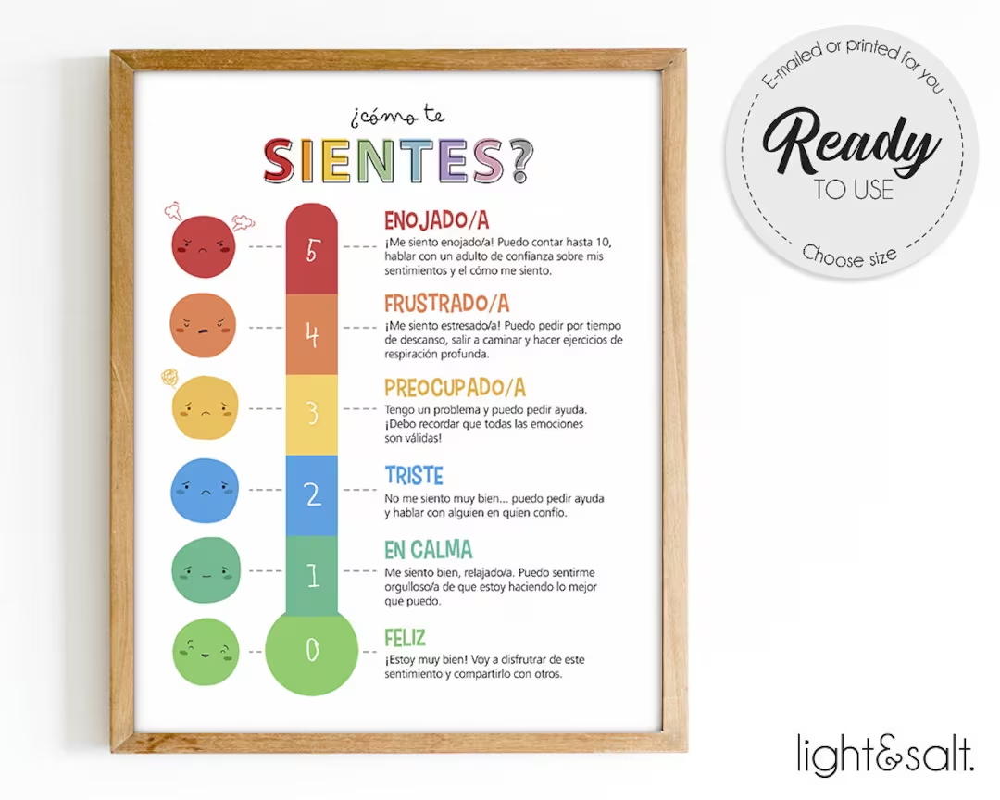 ¿cómo te
SIENTES?
5
ENOJADO/A
¡Me siento enojado/a! Puedo contar hasta 10,
hablar con un adulto de confianza sobre mis
sentimientos y el cómo me siento.
4
FRUSTRADO/A
¡Me siento estresado/a! Puedo pedir por tiempo
de descanso, salir a caminar y hacer ejercicios de
respiración profunda.
3
PREOCUPADO/A
Tengo un problema y puedo pedir ayuda.
¡Debo recordar que todas las emociones
son válidas!
2
TRISTE
No me siento muy bien... puedo pedir ayuda
y hablar con alguien en quien confío.
1
EN CALMA
Me siento bien, relajado/a. Puedo sentirme
orgulloso/a de que estoy haciendo lo mejor
que puedo.
0
FELIZ
¡Estoy muy bien! Voy a disfrutar de este
sentimiento y compartirlo con otros.
E-mailed or printed for you
Ready
TO USE
Choose size
light&salt.